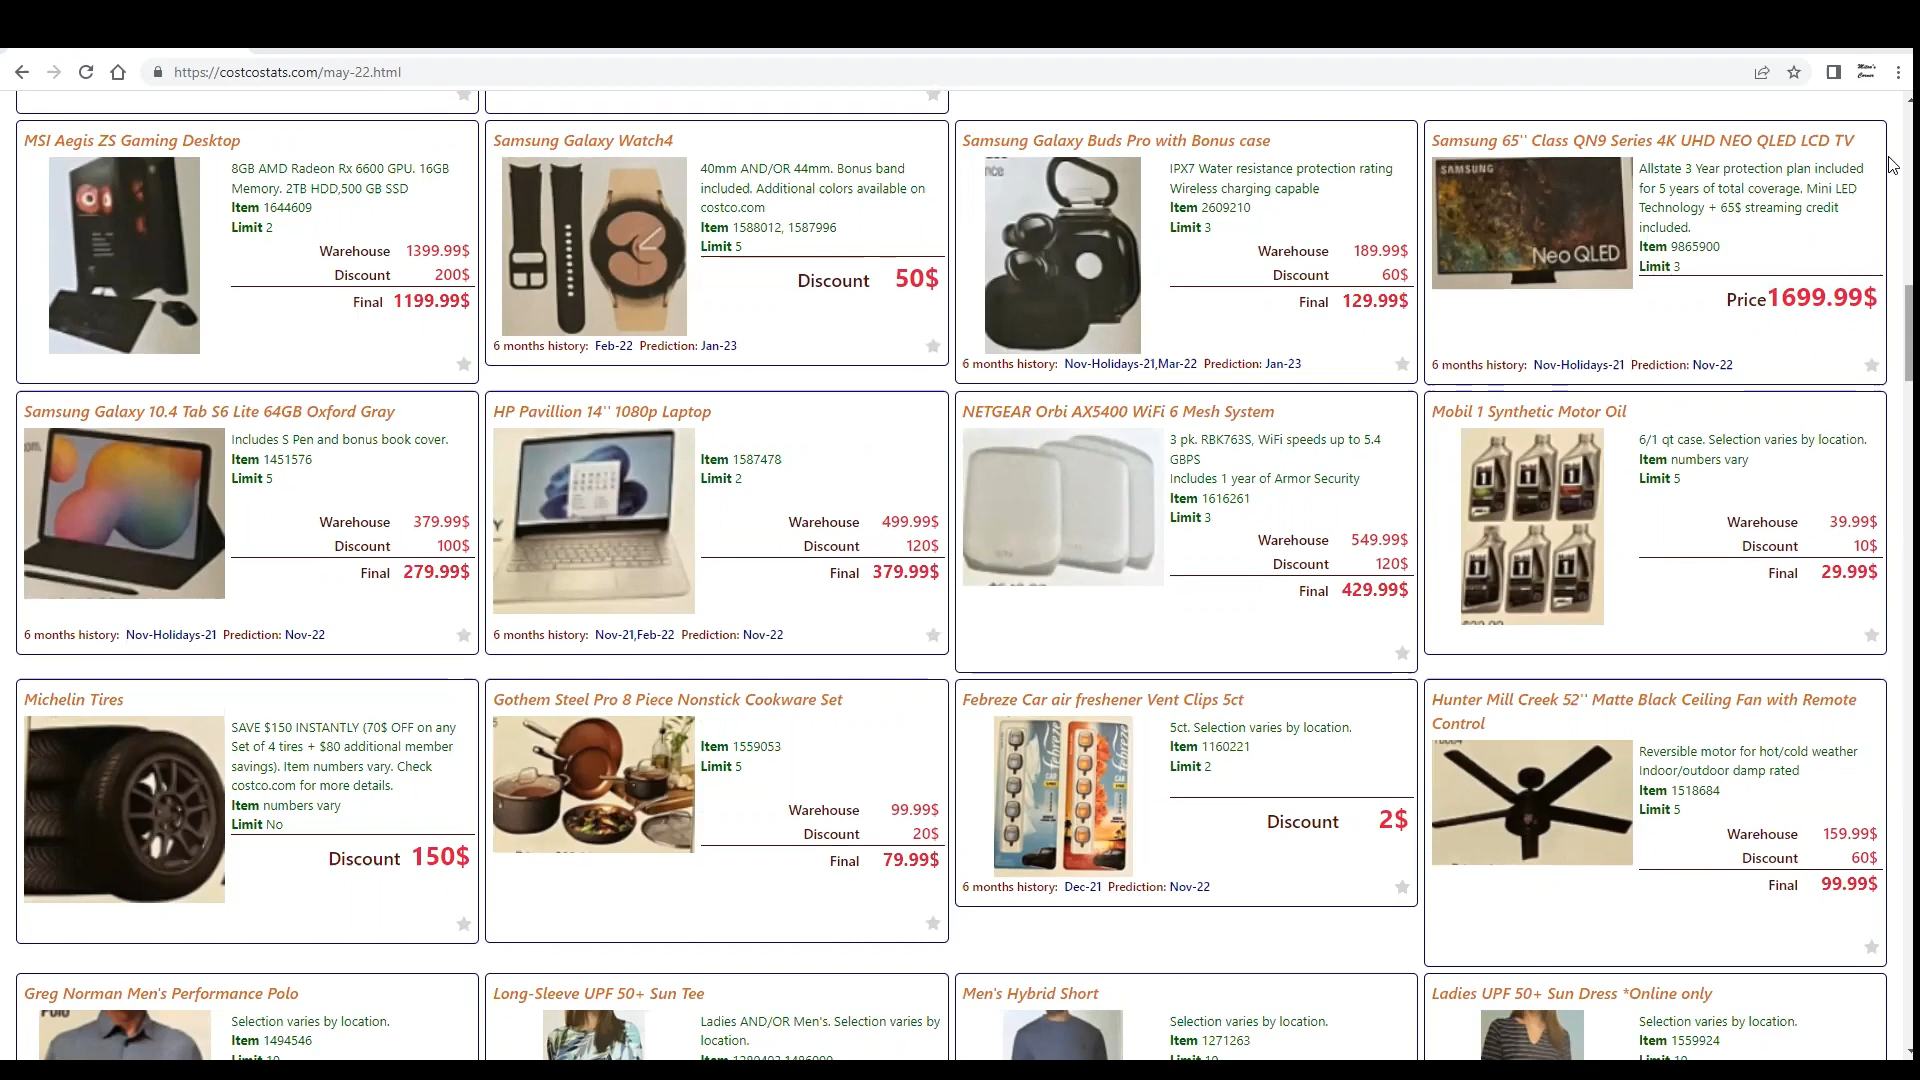 https://costcostats.com/may-22.html
MSI Aegis ZS Gaming Desktop
8GB AMD Radeon Rx 6600 GPU. 16GB
Memory. 2TB HDD,500 GB SSD
Item 1644609
Limit 2
Warehouse 1399.99$
Discount 200$
Final 1199.99$
Samsung Galaxy Watch4
40mm AND/OR 44mm. Bonus band
included. Additional colors available on
costco.com
Item 1588012, 1587996
Limit 5
Discount 50$
6 months history: Feb-22 Prediction: Jan-23
Samsung Galaxy Buds Pro with Bonus case
IPX7 Water resistance protection rating
Wireless charging capable
Item 2609210
Limit 3
Warehouse 189.99$
Discount 60$
Final 129.99$
6 months history: Nov-Holidays-21,Mar-22 Prediction: Jan-23
Samsung 65'' Class QN9 Series 4K UHD NEO QLED LCD TV
SAMSUNG
Neo QLED
Allstate 3 Year protection plan included
for 5 years of total coverage. Mini LED
Technology + 65$ streaming credit
included.
Item 9865900
Limit 3
Price1699.99$
6 months history: Nov-Holidays-21 Prediction: Nov-22
Samsung Galaxy 10.4 Tab S6 Lite 64GB Oxford Gray
Includes S Pen and bonus book cover.
Item 1451576
Limit 5
Warehouse 379.99$
Discount 100$
Final 279.99$
6 months history: Nov-Holidays-21 Prediction: Nov-22
HP Pavillion 14'' 1080p Laptop
Item 1587478
Limit 2
Warehouse 499.99$
Discount 120$
Final 379.99$
6 months history: Nov-21,Feb-22 Prediction: Nov-22
NETGEAR Orbi AX5400 WiFi 6 Mesh System
3 pk. RBK763S, WiFi speeds up to 5.4
GBPS
Includes 1 year of Armor Security
Item 1616261
Limit 3
Warehouse 549.99$
Discount 120$
Final 429.99$
Mobil 1 Synthetic Motor Oil
6/1 qt case. Selection varies by location.
Item numbers vary
Limit 5
Warehouse 39.99$
Discount 10$
Final 29.99$
Michelin Tires
SAVE $150 INSTANTLY (70$ OFF on any
Set of 4 tires + $80 additional member
savings). Item numbers vary. Check
costco.com for more details.
Item numbers vary
Limit No
Discount 150$
Gothem Steel Pro 8 Piece Nonstick Cookware Set
Item 1559053
Limit 5
Warehouse 99.99$
Discount 20$
Final 79.99$
Febreze Car air freshener Vent Clips 5ct
febreze
5ct. Selection varies by location.
Item 1160221
Limit 2
Discount 2$
6 months history: Dec-21 Prediction: Nov-22
Hunter Mill Creek 52'' Matte Black Ceiling Fan with Remote
Control
Reversible motor for hot/cold weather
Indoor/outdoor damp rated
Item 1518684
Limit 5
Warehouse 159.99$
Discount 60$
Final 99.99$
Greg Norman Men's Performance Polo
Selection varies by location.
Item 1494546
Limit 10
Long-Sleeve UPF 50+ Sun Tee
Ladies AND/OR Men's. Selection varies by
location.
Men's Hybrid Short
Selection varies by location.
Item 1271263
Limit 10
Ladies UPF 50+ Sun Dress *Online only
Selection varies by location.
Item 1559924
Limit 10